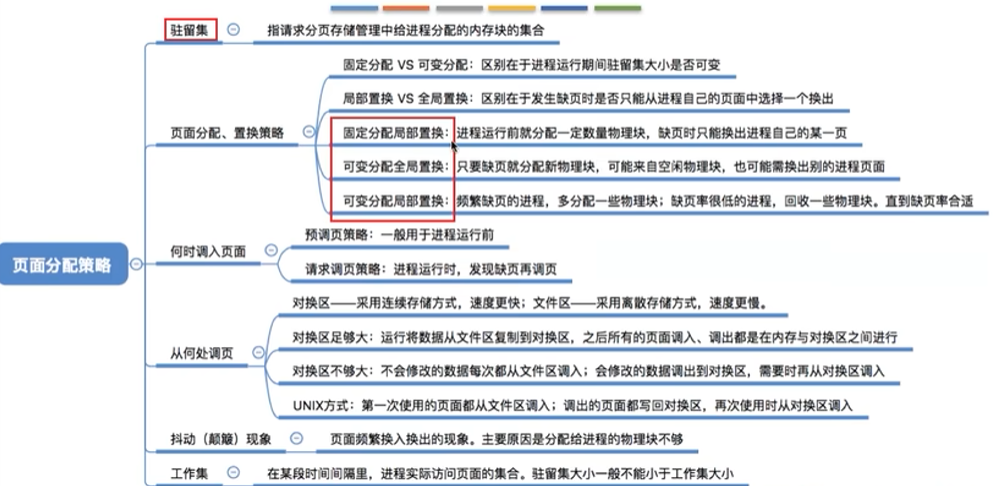 驻留集
指请求分页存储管理中给进程分配的内存块的集合
页面分配、置换策略
固定分配 VS 可变分配：区别在于进程运行期间驻留集大小是否可变
局部置换 VS 全局置换：区别在于发生缺页时是否只能从进程自己的页面中选择一个换出
固定分配局部置换：进程运行前就分配一定数量物理块，缺页时只能换出进程自己的某一页
可变分配全局置换：只要缺页就分配新物理块，可能来自空闲物理块，也可能需换出别的进程页面
可变分配局部置换：频繁缺页的进程，多分配一些物理块；缺页率很低的进程，回收一些物理块。直到缺页率合适
页面分配策略
何时调入页面
预调页策略：一般用于进程运行前
请求调页策略：进程运行时，发现缺页再调页
从何处调页
对换区——采用连续存储方式，速度更快；文件区——采用离散存储方式，速度更慢。
对换区足够大：运行将数据从文件区复制到对换区，之后所有的页面调入、调出都是在内存与对换区之间进行
对换区不够大：不会修改的数据每次都从文件区调入；会修改的数据调出到对换区，需要时再从对换区调入
UNIX方式：第一次使用的页面都从文件区调入；调出的页面都写回对换区，再次使用时从对换区调入
抖动（颠簸）现象
页面频繁换入换出的现象。主要原因是分配给进程的物理块不够
工作集
在某段时间间隔里，进程实际访问页面的集合。驻留集大小一般不能小于工作集大小